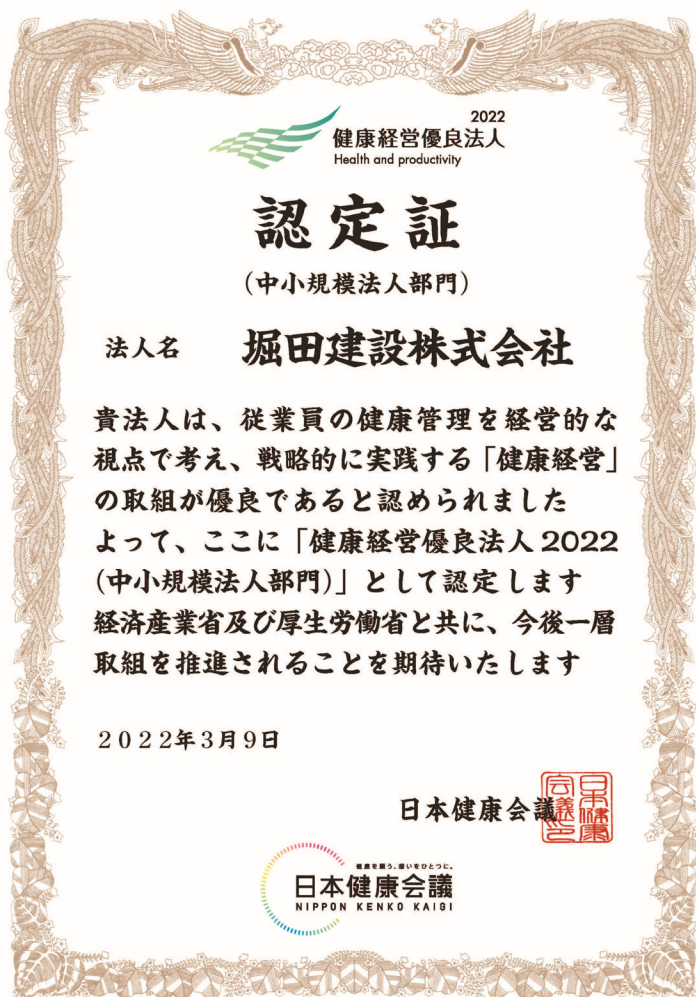 2022
健康経営優良法人
Health and productivity
認定証
(中小規模法人部門)
法人名 堀田建設株式会社
貴法人は、従業員の健康管理を経営的な
視点で考え、戦略的に実践する「健康経営」
の取組が優良であると認められました
よって、ここに「健康経営優良法人2022
(中小規模法人部門)」として認定します
経済産業省及び厚生労働省と共に、今後一層
取組を推進されることを期待いたします
2022年3月9日
日本健康会議
日本健康会議之印
健康を願う、想いをひとつに。
日本健康会議
NIPPON KENKO KAIGI